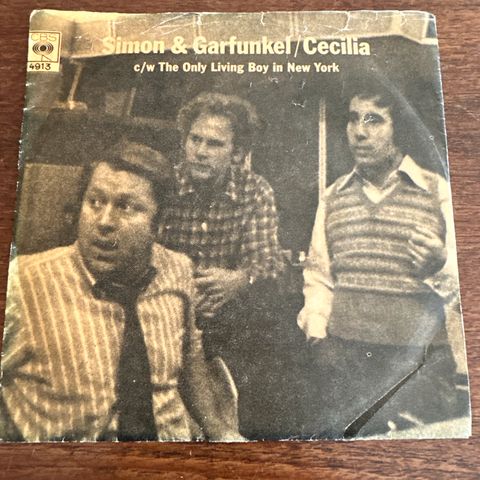 CBS
4913
Simon & Garfunkel/Cecilia
c/w The Only Living Boy in New York